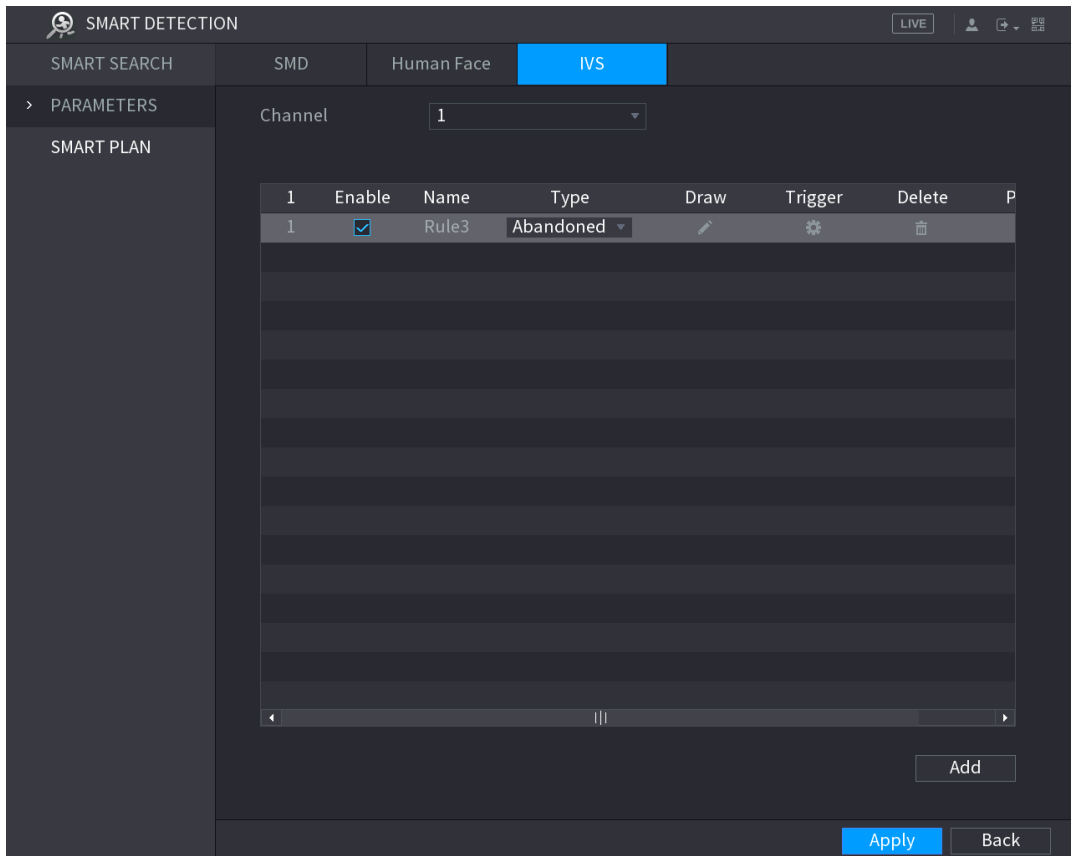 SMART DETECTION
LIVE
SMART SEARCH
PARAMETERS
SMART PLAN
SMD Human Face IVS
Channel 1
1 Enable Name Type Draw Trigger Delete P
1 Rule3 Abandoned
Add
Apply Back